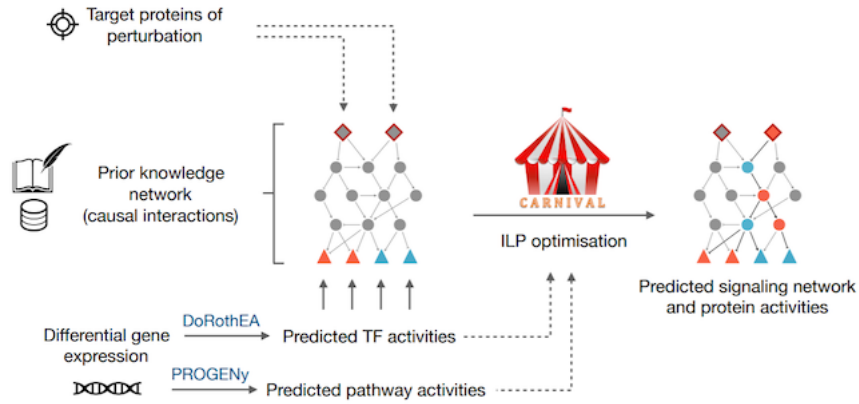 Target proteins of
perturbation
Prior knowledge
network
(causal interactions)
CARNIVAL
ILP optimisation
Predicted signaling network
and protein activities
Differential gene
expression
DoRothEA
Predicted TF activities
PROGENy
Predicted pathway activities